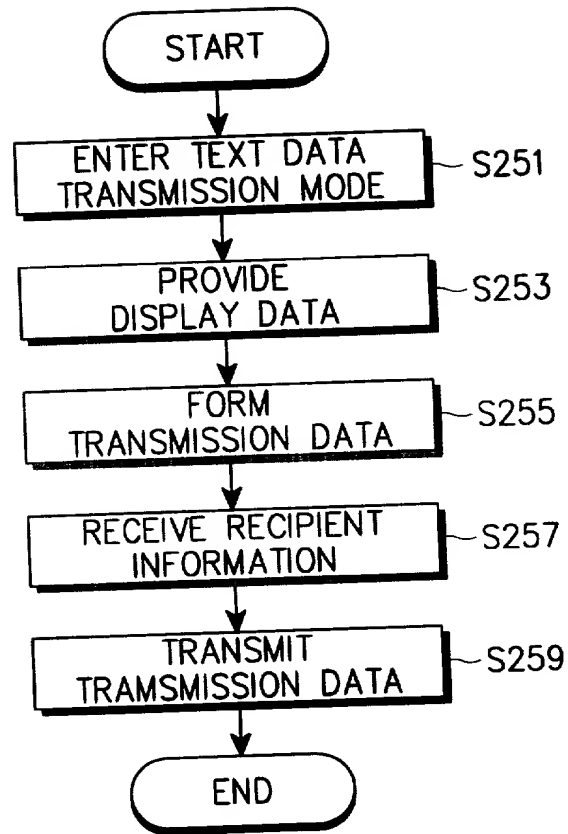 START
ENTER TEXT DATA
TRANSMISSION MODE
S251
PROVIDE
DISPLAY DATA
S253
FORM
TRANSMISSION DATA
S255
RECEIVE RECIPIENT
INFORMATION
S257
TRANSMIT
TRAMSMISSION DATA
S259
END